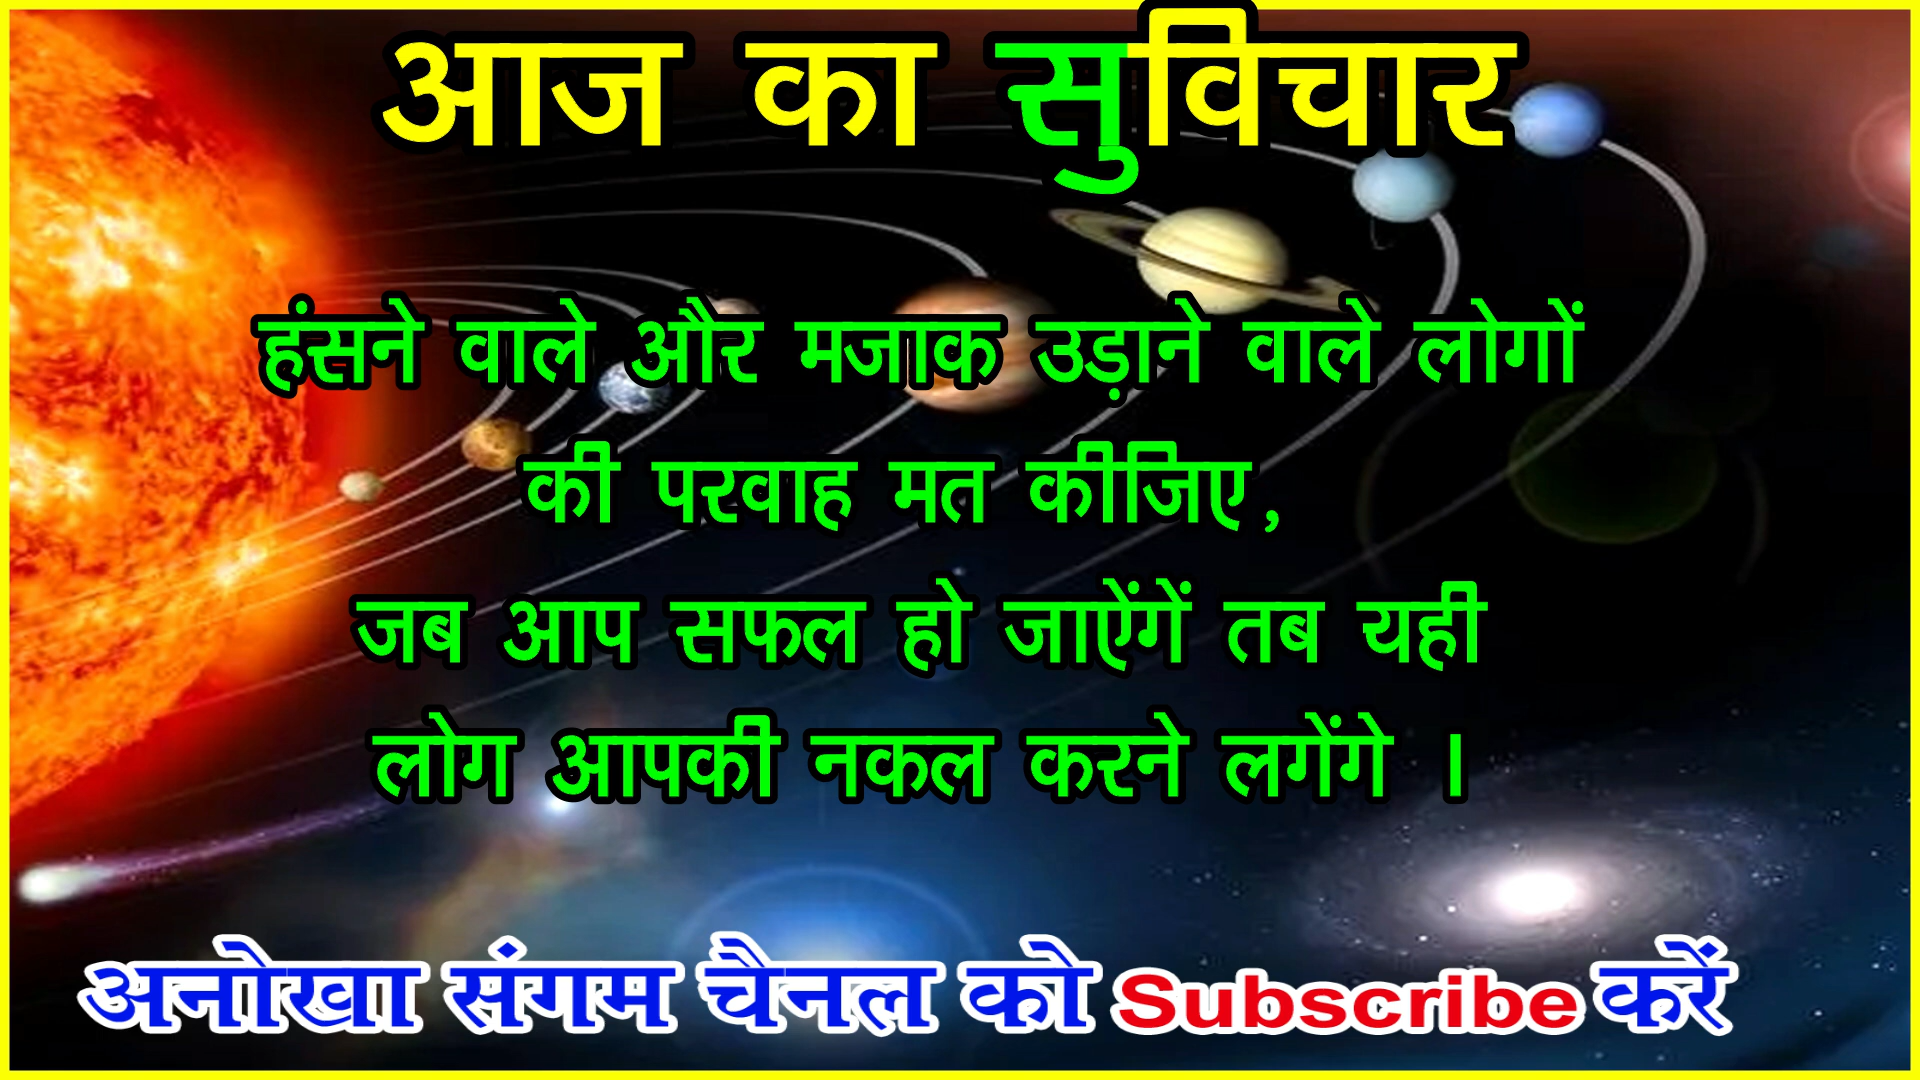 आज का सुविचार
हंसने वाले और मजाक उड़ाने वाले लोगों
की परवाह मत कीजिए,
जब आप सफल हो जाऐंगें तब यही
लोग आपकी नकल करने लगेंगे ।
अनोखा संगम चैनल को Subscribe करें